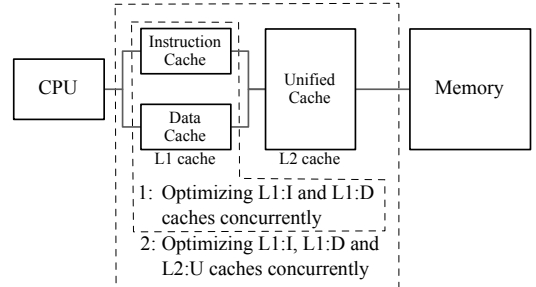 CPU
Instruction
Cache
Data
Cache
L1 cache
Unified
Cache
L2 cache
Memory
1: Optimizing L1:I and L1:D
caches concurrently
2: Optimizing L1:I, L1:D and
L2:U caches concurrently